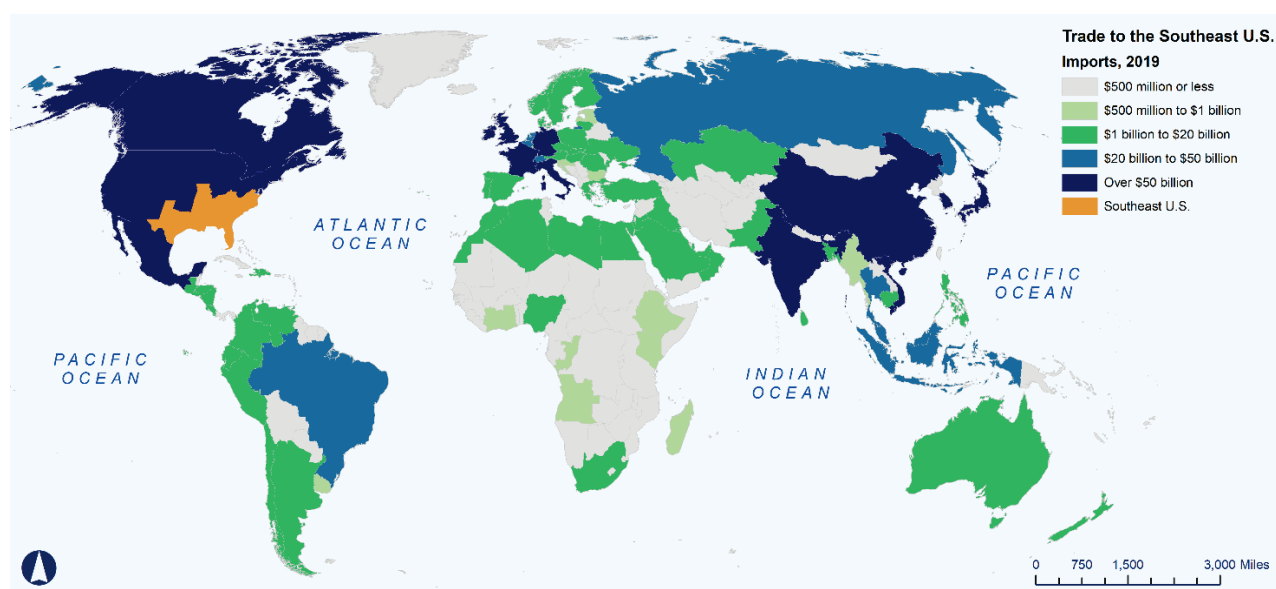 Trade to the Southeast U.S.
Imports, 2019
$500 million or less
$500 million to $1 billion
$1 billion to $20 billion
$20 billion to $50 billion
Over $50 billion
Southeast U.S.
ATLANTIC
OCEAN
PACIFIC
OCEAN
PACIFIC
OCEAN
INDIAN
OCEAN
0 750 1,500 3,000 Miles